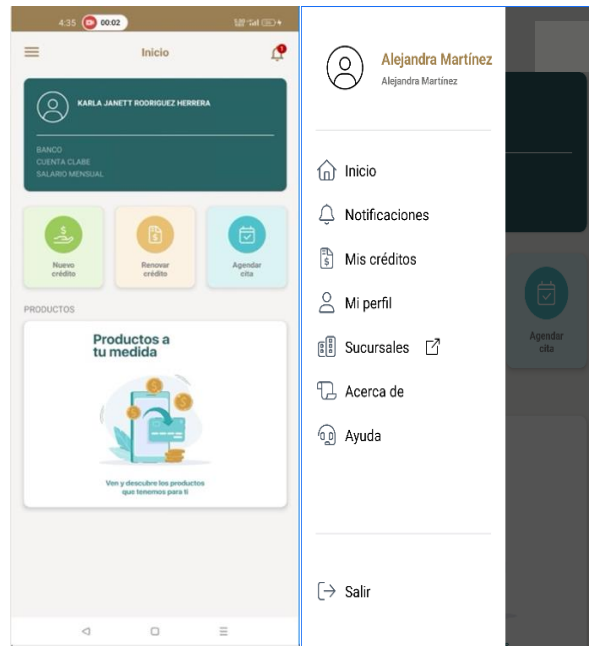 4:35 00:02
Inicio
1
KARLA JANETT RODRIGUEZ HERRERA
BANCO
CUENTA CLABE
SALARIO MENSUAL
Nuevo
crédito
Renovar
crédito
Agendar
cita
PRODUCTOS
Productos a
tu medida
Ven y descubre los productos
que tenemos para ti
Alejandra Martínez
Alejandra Martínez
Inicio
Notificaciones
Mis créditos
Mi perfil
Sucursales
Acerca de
Ayuda
Salir
Agendar
cita